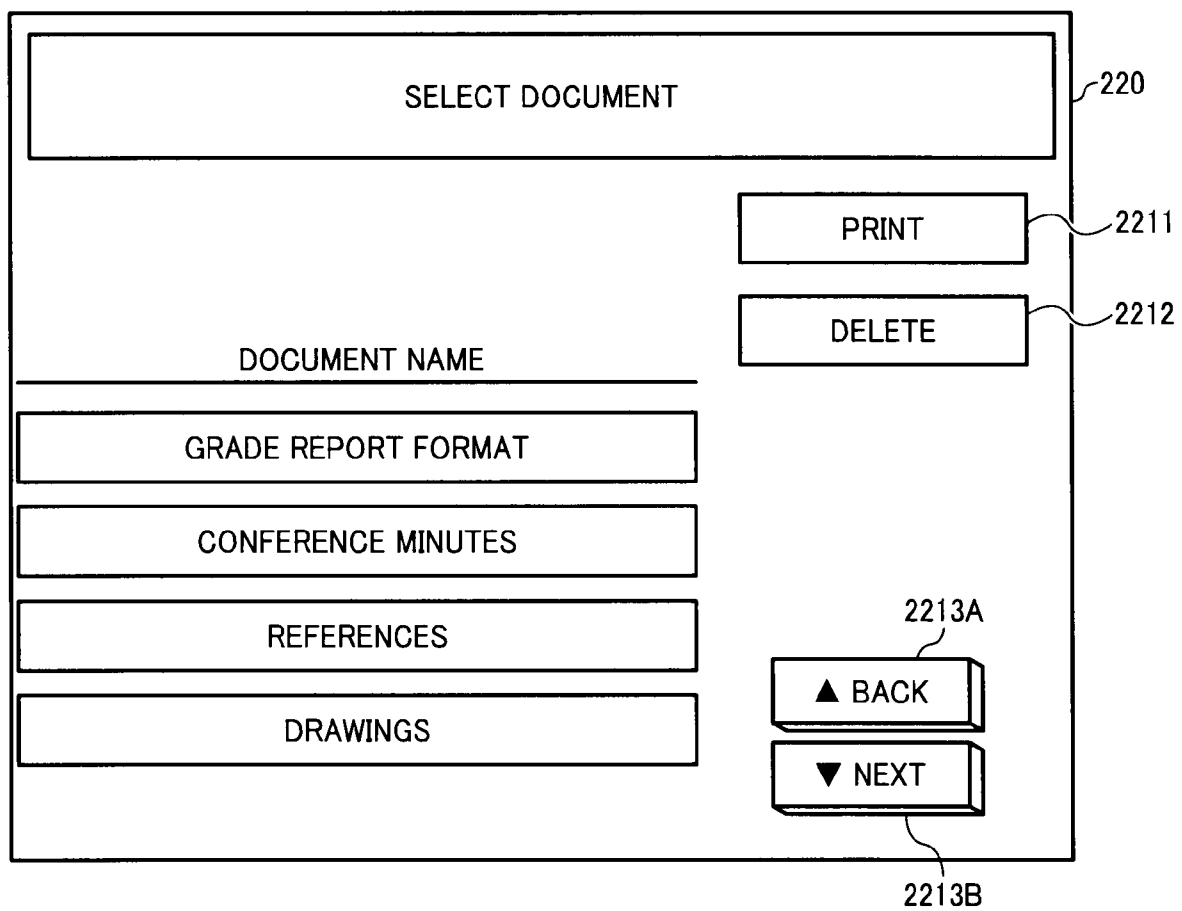 SELECT DOCUMENT
220
PRINT
2211
DELETE
2212
DOCUMENT NAME
GRADE REPORT FORMAT
CONFERENCE MINUTES
REFERENCES
DRAWINGS
2213A
▲ BACK
▼ NEXT
2213B